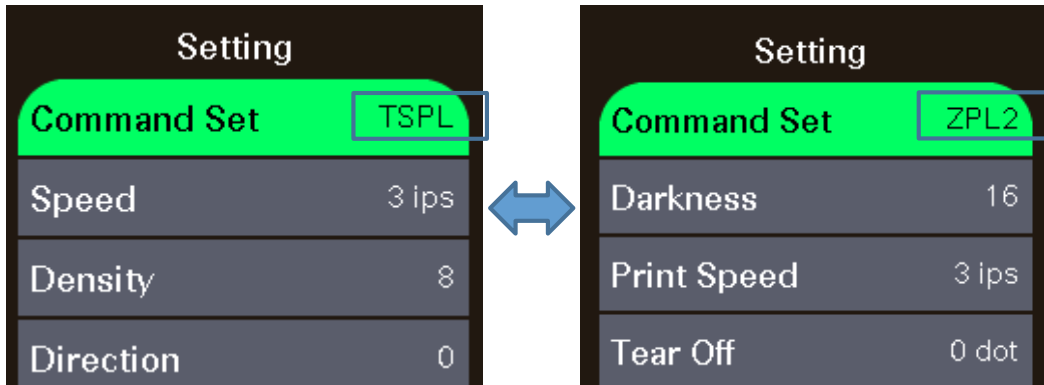 Setting
Command Set TSPL
Speed 3 ips
Density 8
Direction 0
Setting
Command Set ZPL2
Darkness 16
Print Speed 3 ips
Tear Off 0 dot